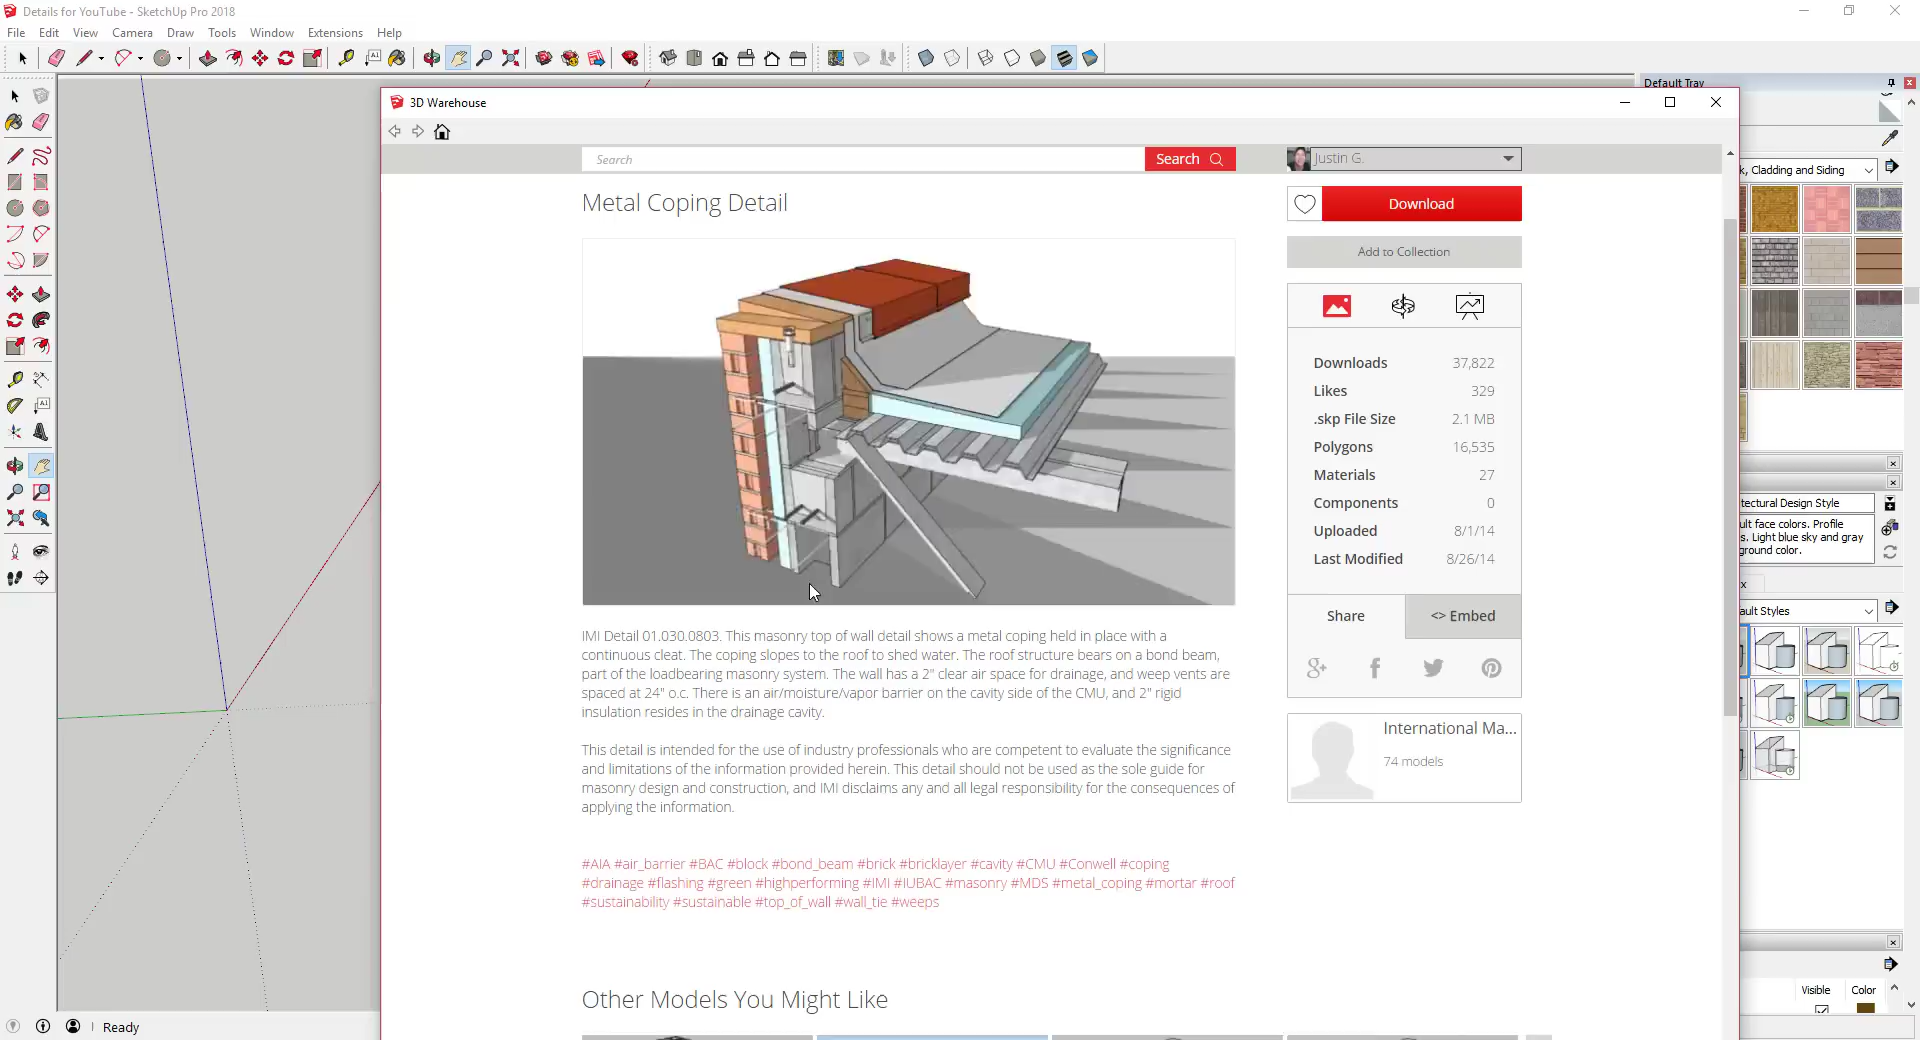 Details for YouTube - SketchUp Pro 2018
File Edit View Camera Draw Tools Window Extensions Help
Default Tray
3D Warehouse
Search
Search
Justin G.
Metal Coping Detail
Download
Add to Collection
Downloads 37,822
Likes 329
.skp File Size 2.1 MB
Polygons 16,535
Materials 27
Components 0
Uploaded 8/1/14
Last Modified 8/26/14
Share
<> Embed
International Ma...
74 models
IMI Detail 01.030.0803. This masonry top of wall detail shows a metal coping held in place with a
continuous cleat. The coping slopes to the roof to shed water. The roof structure bears on a bond beam,
part of the loadbearing masonry system. The wall has a 2" clear air space for drainage, and weep vents are
spaced at 24" o.c. There is an air/moisture/vapor barrier on the cavity side of the CMU, and 2" rigid
insulation resides in the drainage cavity.
This detail is intended for the use of industry professionals who are competent to evaluate the significance
and limitations of the information provided herein. This detail should not be used as the sole guide for
masonry design and construction, and IMI disclaims any and all legal responsibility for the consequences of
applying the information.
#AIA #air_barrier #BAC #block #bond_beam #brick #bricklayer #cavity #CMU #Conwell #coping
#drainage #flashing #green #highperforming #IMI #IUBAC #masonry #MDS #metal_coping #mortar #roof
#sustainability #sustainable #top_of_wall #wall_tie #weeps
Other Models You Might Like
k, Cladding and Siding
tectural Design Style
ult face colors. Profile
s. Light blue sky and gray
ground color.
x
ault Styles
Visible Color
Ready